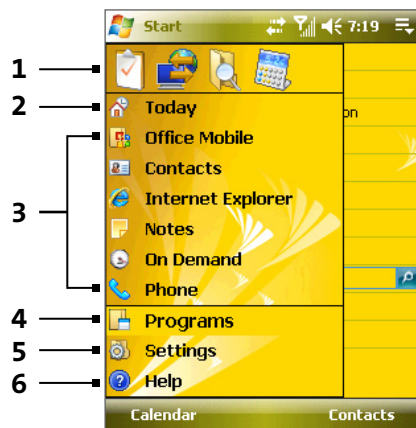 Start 7:19
1
2 Today
on
Office Mobile
Contacts
Internet Explorer
3 Notes
On Demand
Phone
4 Programs
5 Settings
6 Help
Calendar Contacts